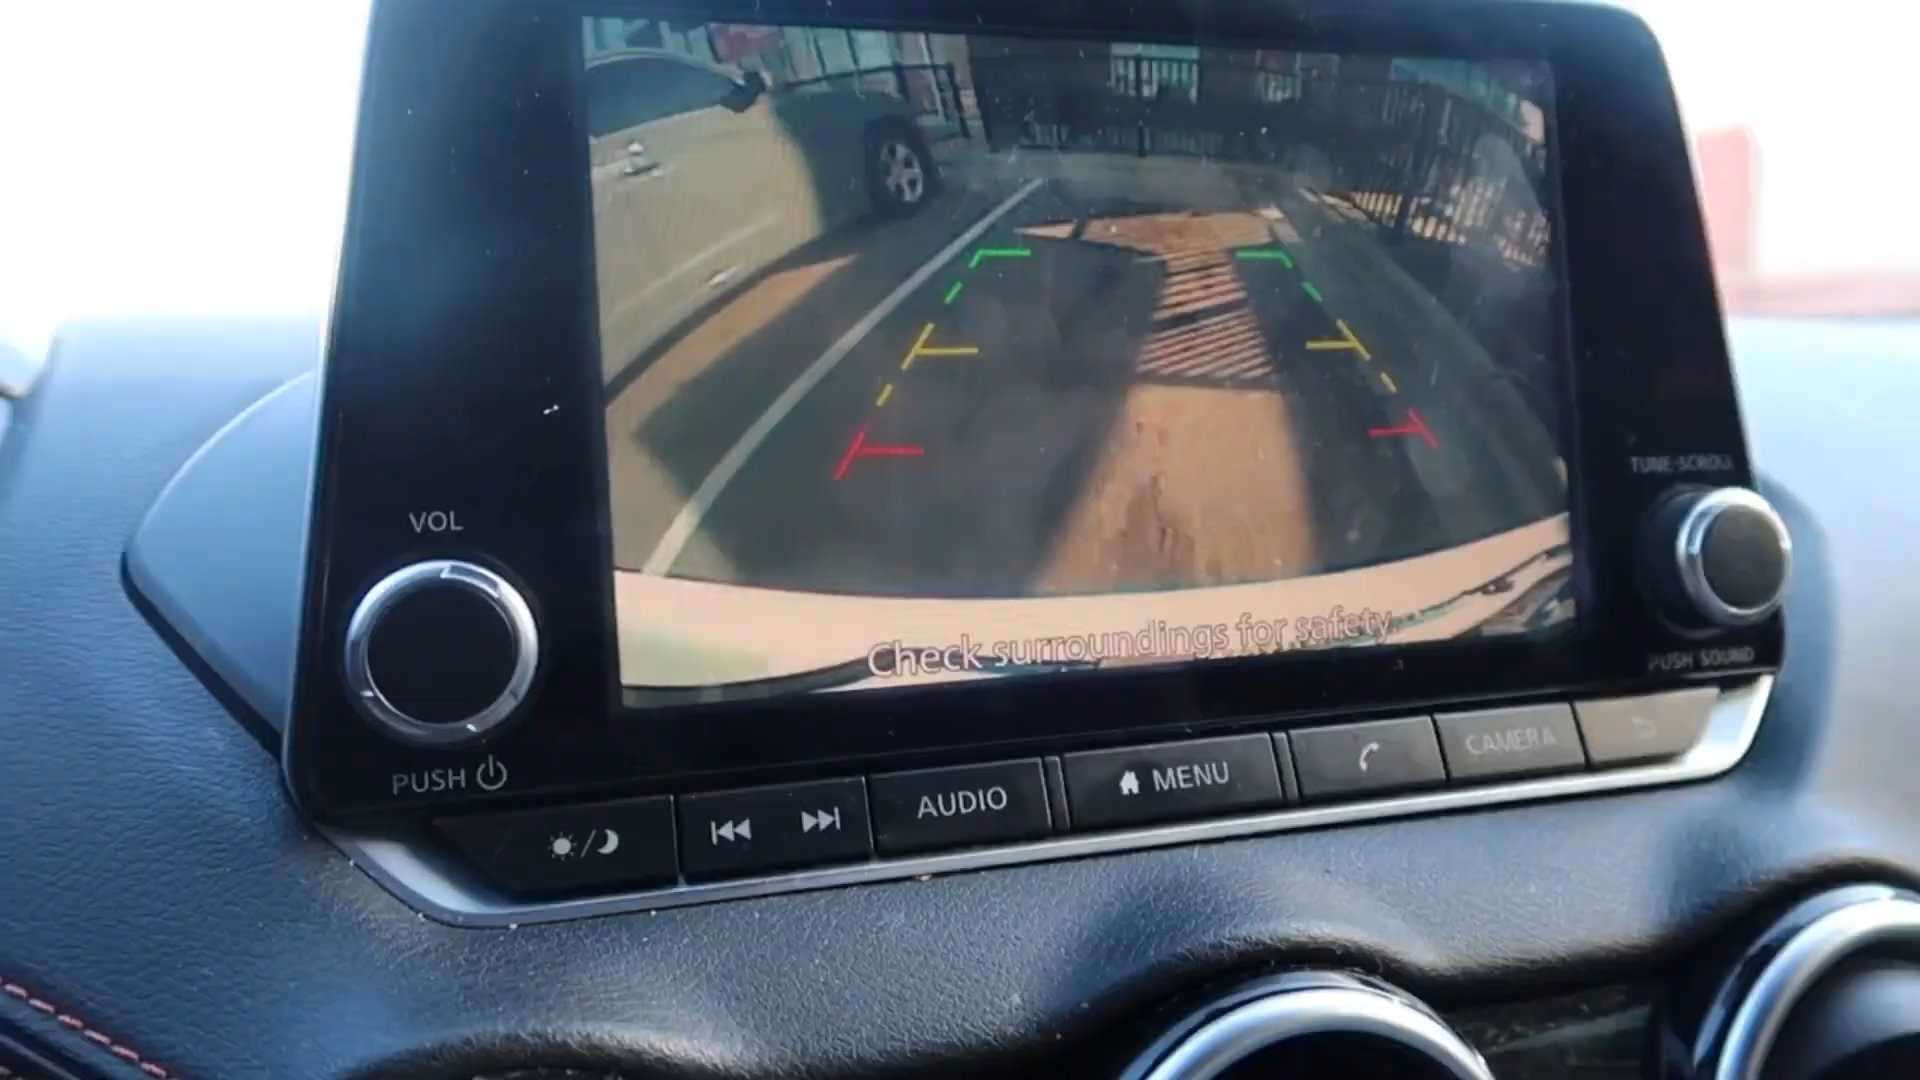 TUNE·SCROLL
VOL
Check surroundings for safety.
PUSH SOUND
PUSH
AUDIO
MENU
CAMERA